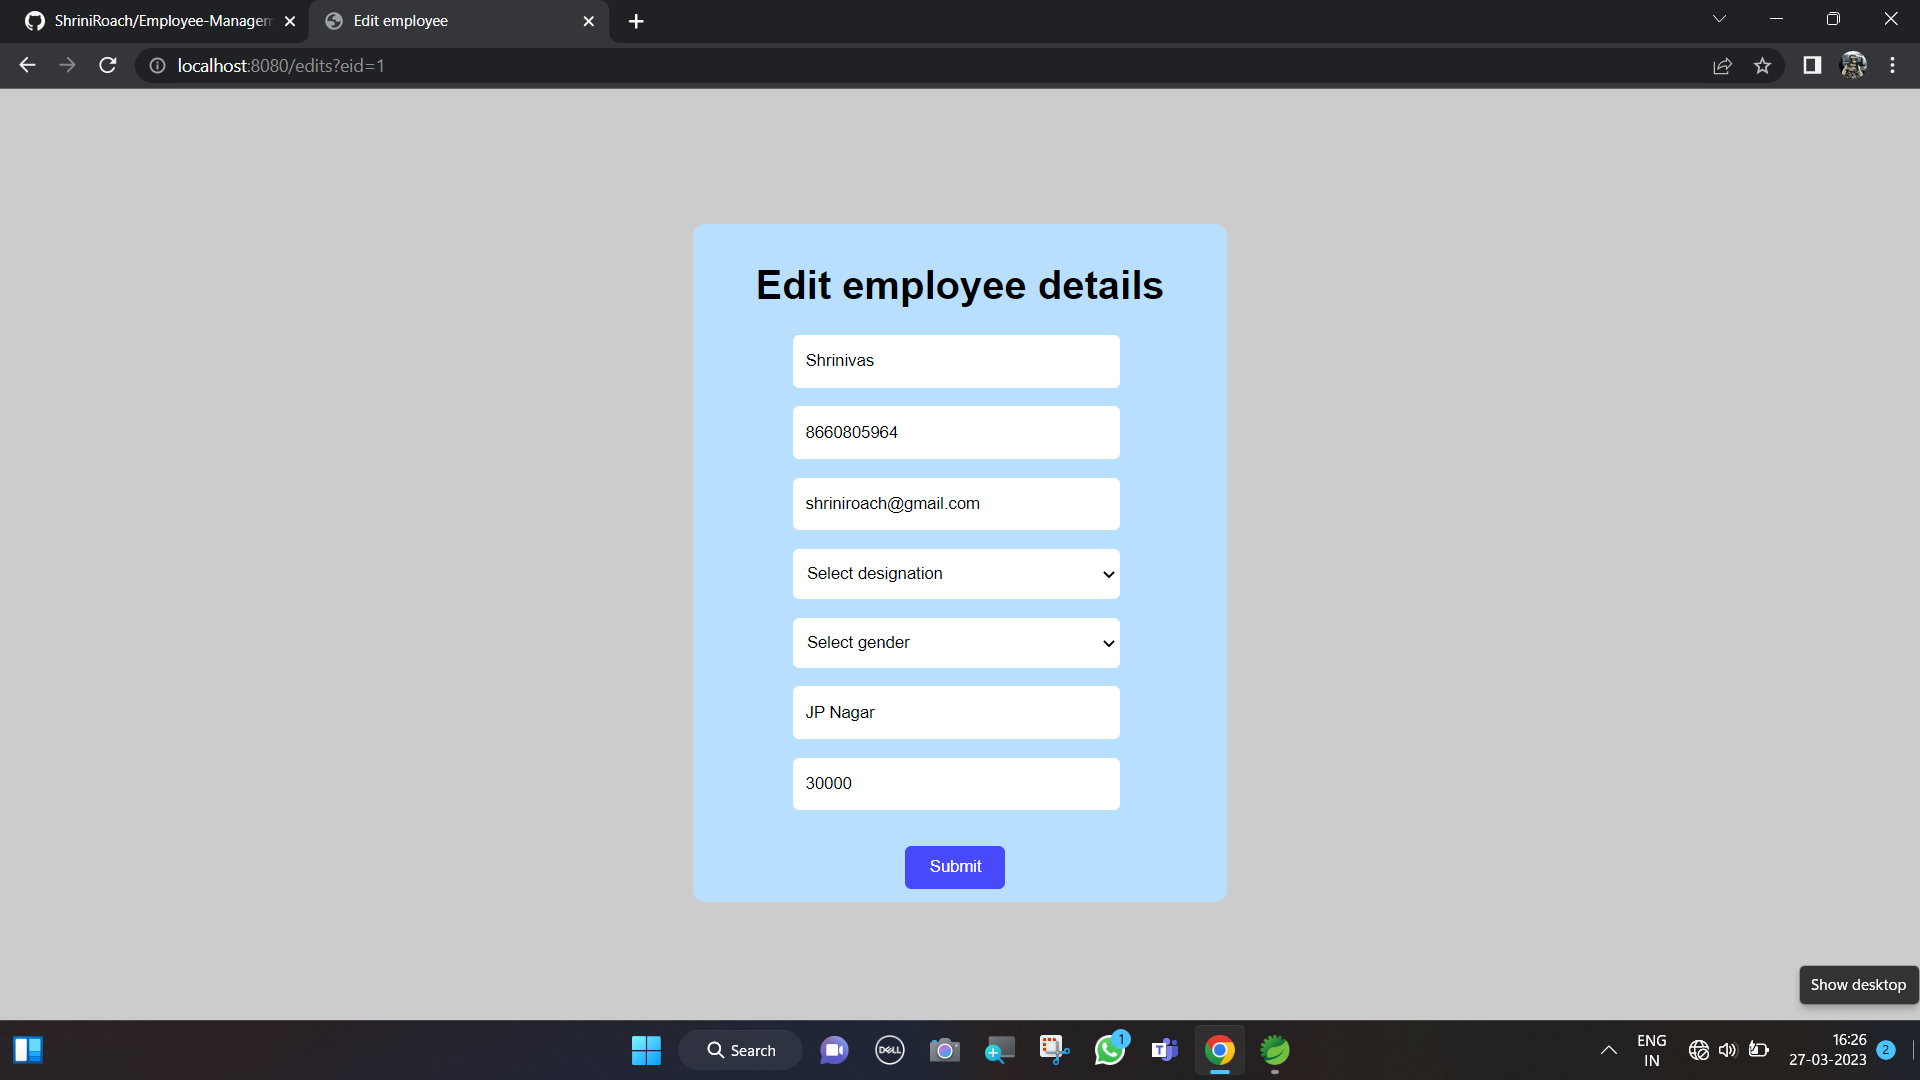 ShriniRoach/Employee-Managem
Edit employee
localhost:8080/edits?eid=1
Edit employee details
Shrinivas
8660805964
shriniroach@gmail.com
Select designation
Select gender
JP Nagar
30000
Submit
Show desktop
Search
DELL
1
T
ENG
IN
16:26
27-03-2023
2